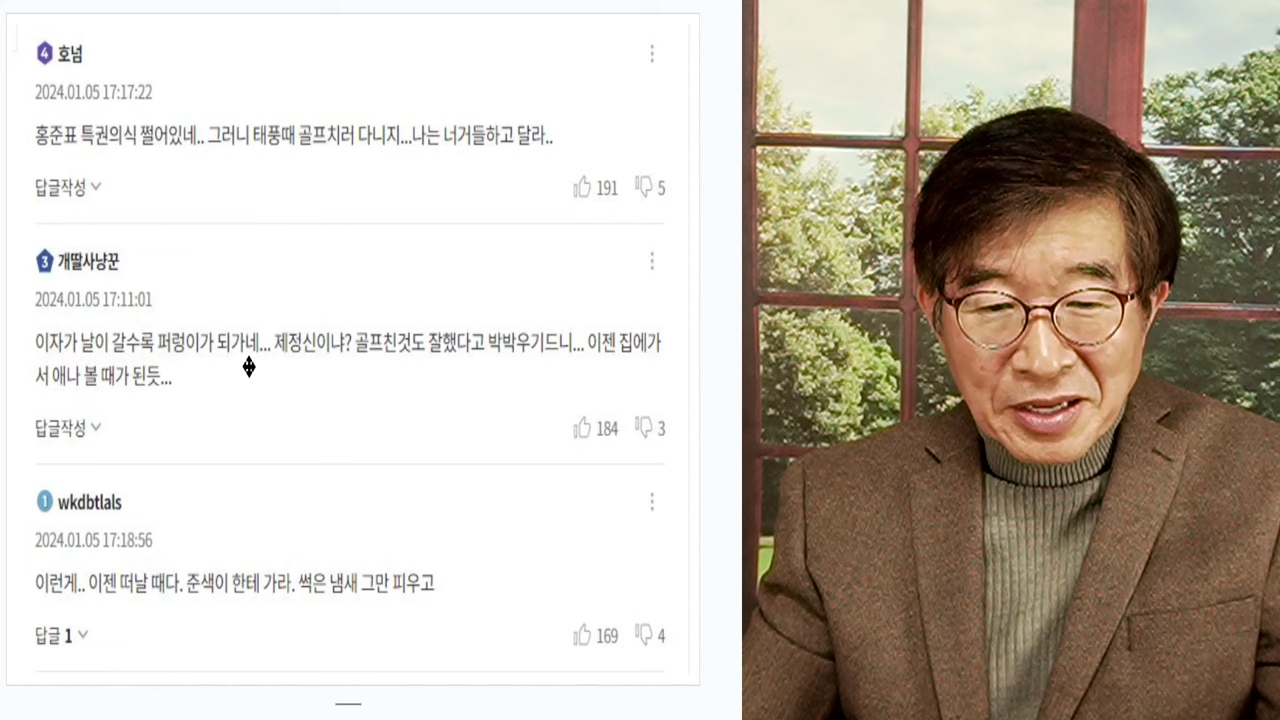 4 호넘
2024.01.05 17:17:22
홍준표 특권의식 쩔어있네.. 그러니 태풍때 골프치러 다니지...나는 너거들하고 달라..
답글작성 191 5
3 개딸사냥꾼
2024.01.05 17:11:01
이자가 날이 갈수록 퍼렁이가 되가네... 제정신이냐? 골프친것도 잘했다고 박박우기드니... 이젠 집에가
서 애나 볼 때가 된듯...
답글작성 184 3
1 wkdbtlals
2024.01.05 17:18:56
이런게.. 이젠 떠날 때다. 준색이 한테 가라. 썩은 냄새 그만 피우고
답글 1 169 4